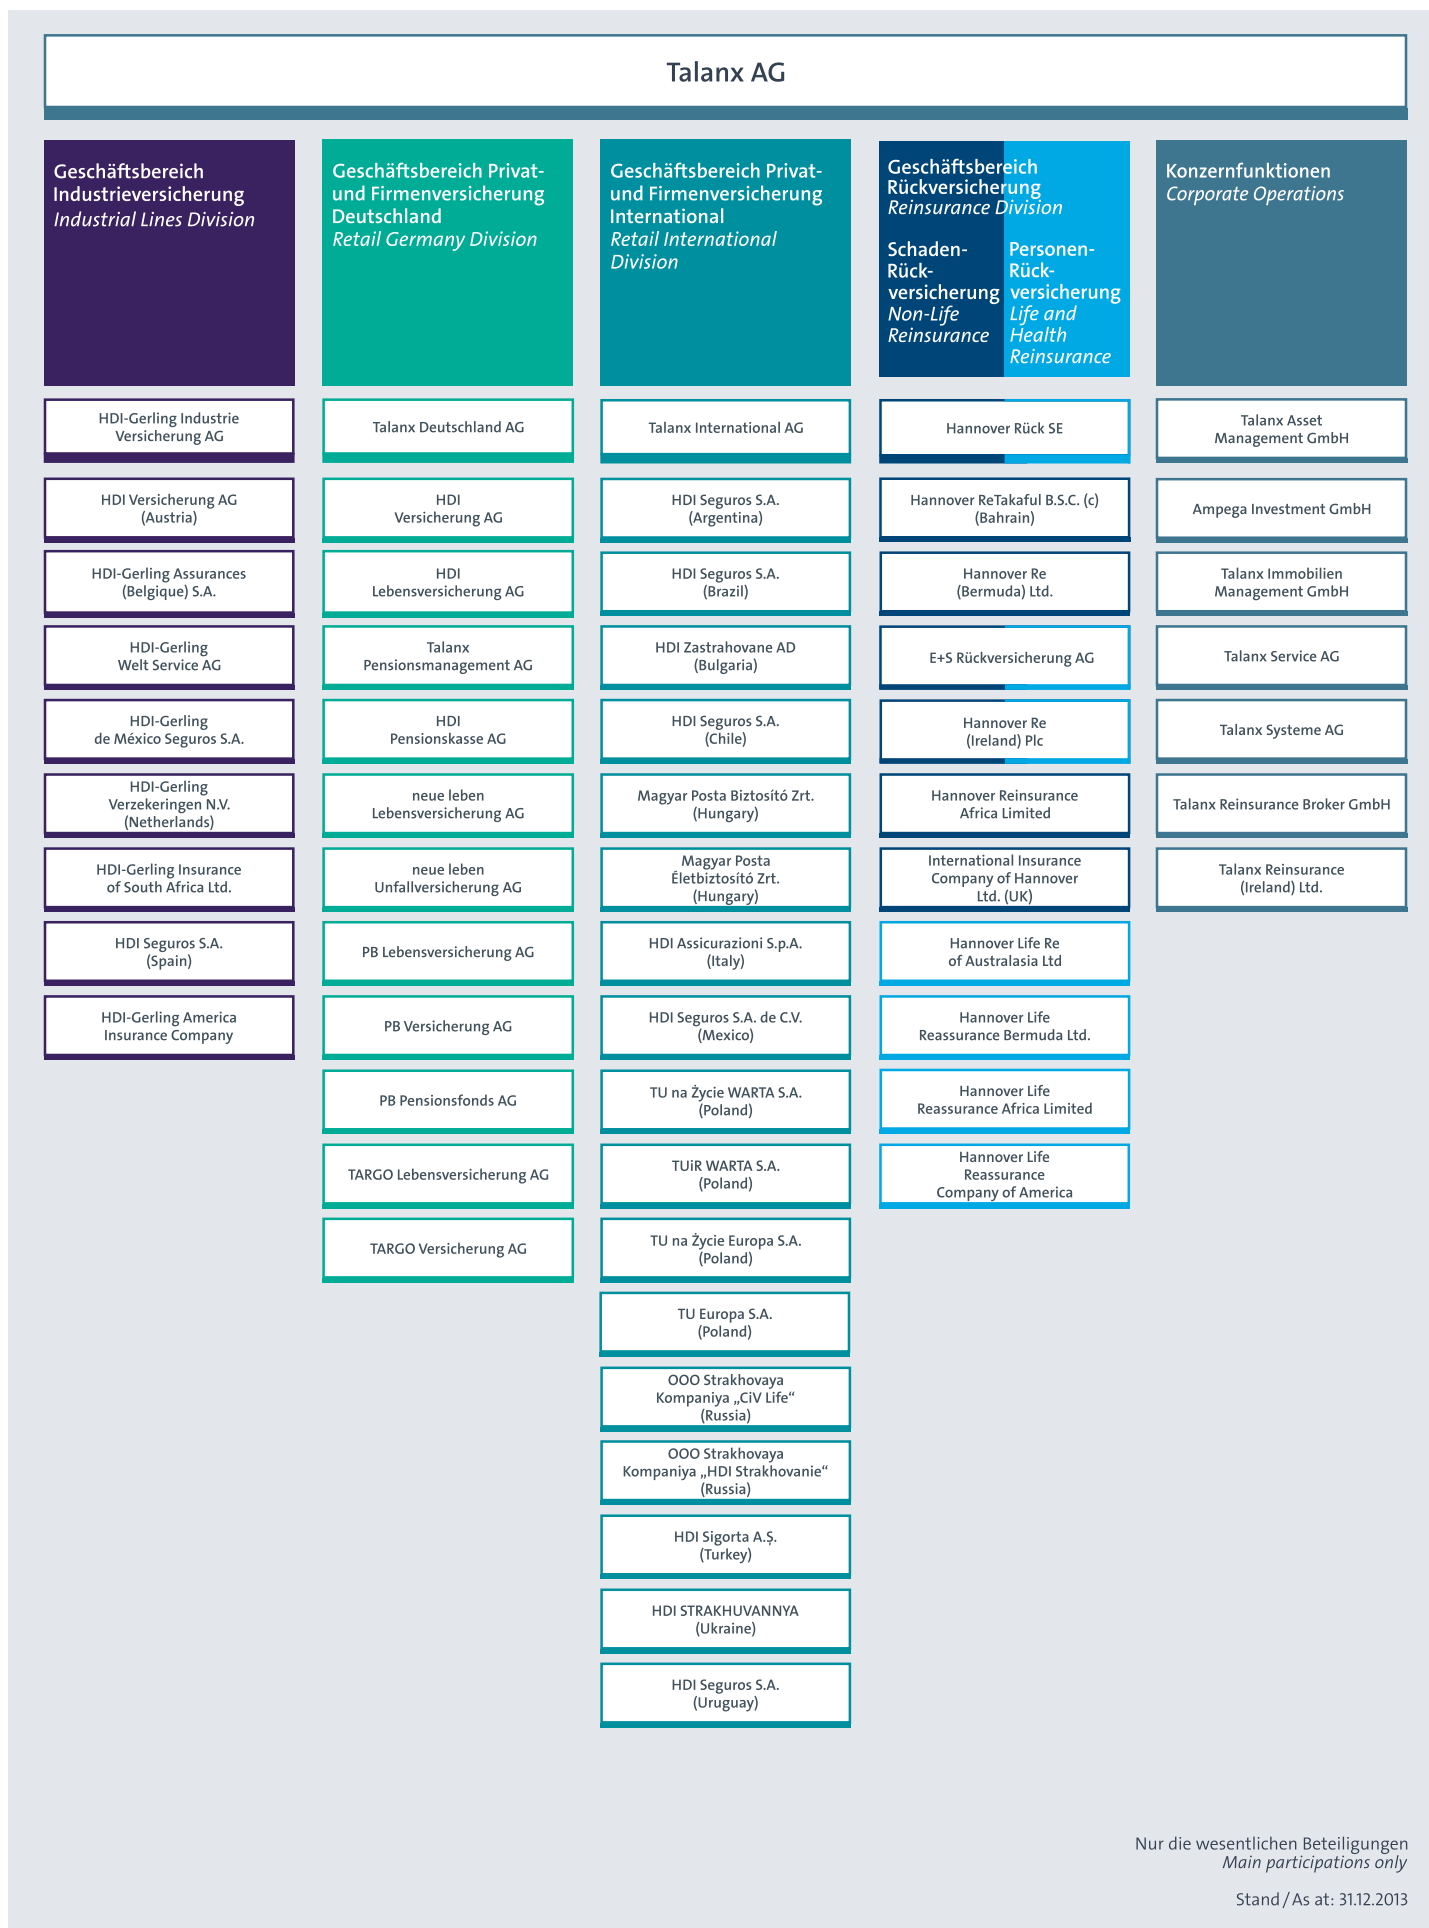 Talanx AG
Geschäftsbereich
Industrieversicherung
Industrial Lines Division
HDI-Gerling Industrie
Versicherung AG
HDI Versicherung AG
(Austria)
HDI-Gerling Assurances
(Belgique) S.A.
HDI-Gerling
Welt Service AG
HDI-Gerling
de México Seguros S.A.
HDI-Gerling
Verzekeringen N.V.
(Netherlands)
HDI-Gerling Insurance
of South Africa Ltd.
HDI Seguros S.A.
(Spain)
HDI-Gerling America
Insurance Company
Geschäftsbereich Privat-
und Firmenversicherung
Deutschland
Retail Germany Division
Talanx Deutschland AG
HDI
Versicherung AG
HDI
Lebensversicherung AG
Talanx
Pensionsmanagement AG
HDI
Pensionskasse AG
neue leben
Lebensversicherung AG
neue leben
Unfallversicherung AG
PB Lebensversicherung AG
PB Versicherung AG
PB Pensionsfonds AG
TARGO Lebensversicherung AG
TARGO Versicherung AG
Geschäftsbereich Privat-
und Firmenversicherung
International
Retail International
Division
Talanx International AG
HDI Seguros S.A.
(Argentina)
HDI Seguros S.A.
(Brazil)
HDI Zastrahovane AD
(Bulgaria)
HDI Seguros S.A.
(Chile)
Magyar Posta Biztosító Zrt.
(Hungary)
Magyar Posta
Életbiztosító Zrt.
(Hungary)
HDI Assicurazioni S.p.A.
(Italy)
HDI Seguros S.A. de C.V.
(Mexico)
TU na Życie WARTA S.A.
(Poland)
TUiR WARTA S.A.
(Poland)
TU na Życie Europa S.A.
(Poland)
TU Europa S.A.
(Poland)
OOO Strakhovaya
Kompaniya „CiV Life“
(Russia)
OOO Strakhovaya
Kompaniya „HDI Strakhovanie“
(Russia)
HDI Sigorta A.Ş.
(Turkey)
HDI STRAKHUVANNYA
(Ukraine)
HDI Seguros S.A.
(Uruguay)
Geschäftsbereich
Rückversicherung
Reinsurance Division
Schaden-
Rück-
versicherung
Non-Life
Reinsurance
Personen-
Rück-
versicherung
Life and
Health
Reinsurance
Hannover Rück SE
Hannover ReTakaful B.S.C. (c)
(Bahrain)
Hannover Re
(Bermuda) Ltd.
E+S Rückversicherung AG
Hannover Re
(Ireland) Plc
Hannover Reinsurance
Africa Limited
International Insurance
Company of Hannover
Ltd. (UK)
Hannover Life Re
of Australasia Ltd
Hannover Life
Reassurance Bermuda Ltd.
Hannover Life
Reassurance Africa Limited
Hannover Life
Reassurance
Company of America
Konzernfunktionen
Corporate Operations
Talanx Asset
Management GmbH
Ampega Investment GmbH
Talanx Immobilien
Management GmbH
Talanx Service AG
Talanx Systeme AG
Talanx Reinsurance Broker GmbH
Talanx Reinsurance
(Ireland) Ltd.
Nur die wesentlichen Beteiligungen
Main participations only
Stand / As at: 31.12.2013